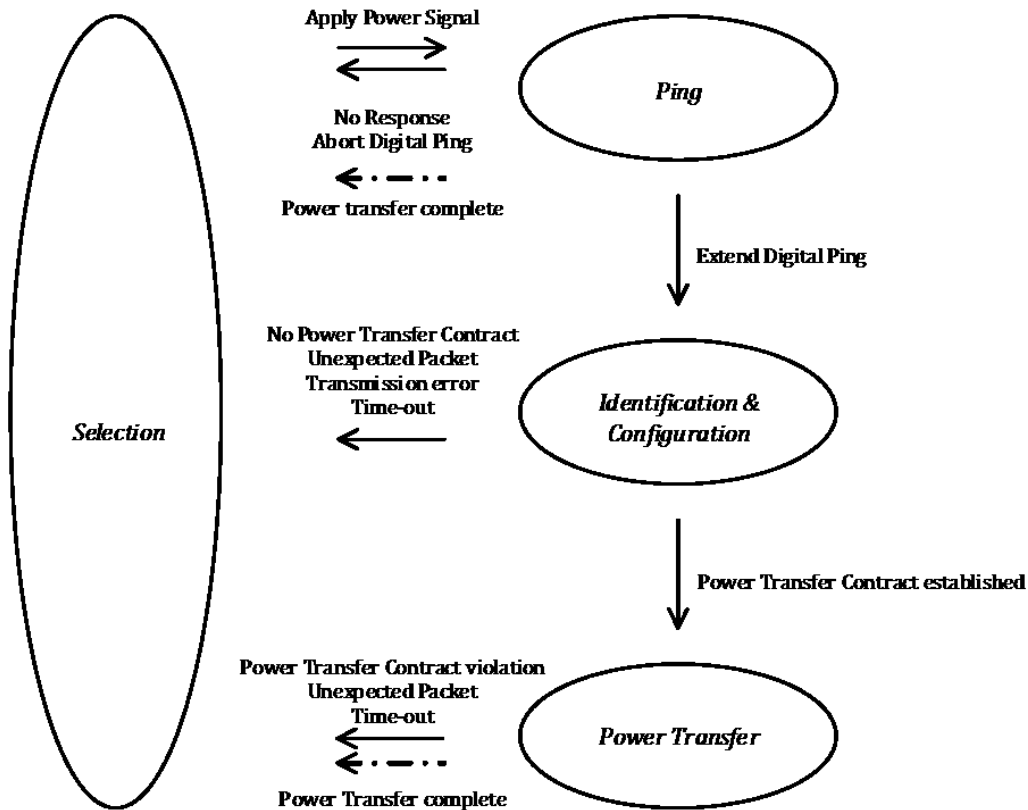 Apply Power Signal
Ping
No Response
Abort Digital Ping
Power transfer complete
Extend Digital Ping
No Power Transfer Contract
Unexpected Packet
Transmission error
Time-out
Selection
Identification &
Configuration
Power Transfer Contract established
Power Transfer Contract violation
Unexpected Packet
Time-out
Power Transfer
Power Transfer complete